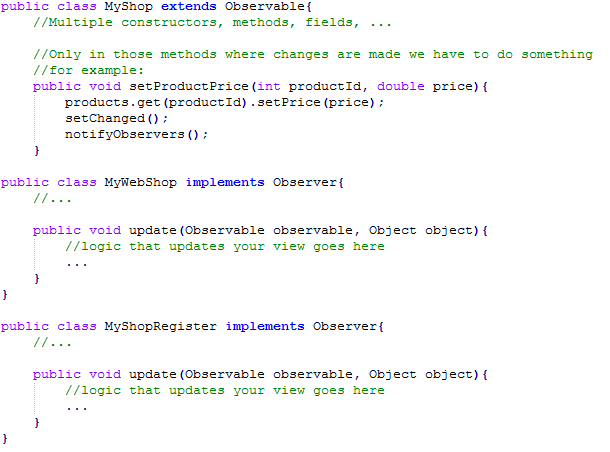 public class MyShop extends Observable{
    //Multiple constructors, methods, fields, ...

    //Only in those methods where changes are made we have to do something
    //for example:
    public void setProductPrice(int productId, double price){
        products.get(productId).setPrice(price);
        setChanged();
        notifyObservers();
    }

public class MyWebShop implements Observer{
    //...

    public void update(Observable observable, Object object){
        //logic that updates your view goes here
        ...
    }
}

public class MyShopRegister implements Observer{
    //...

    public void update(Observable observable, Object object){
        //logic that updates your view goes here
        ...
    }
}